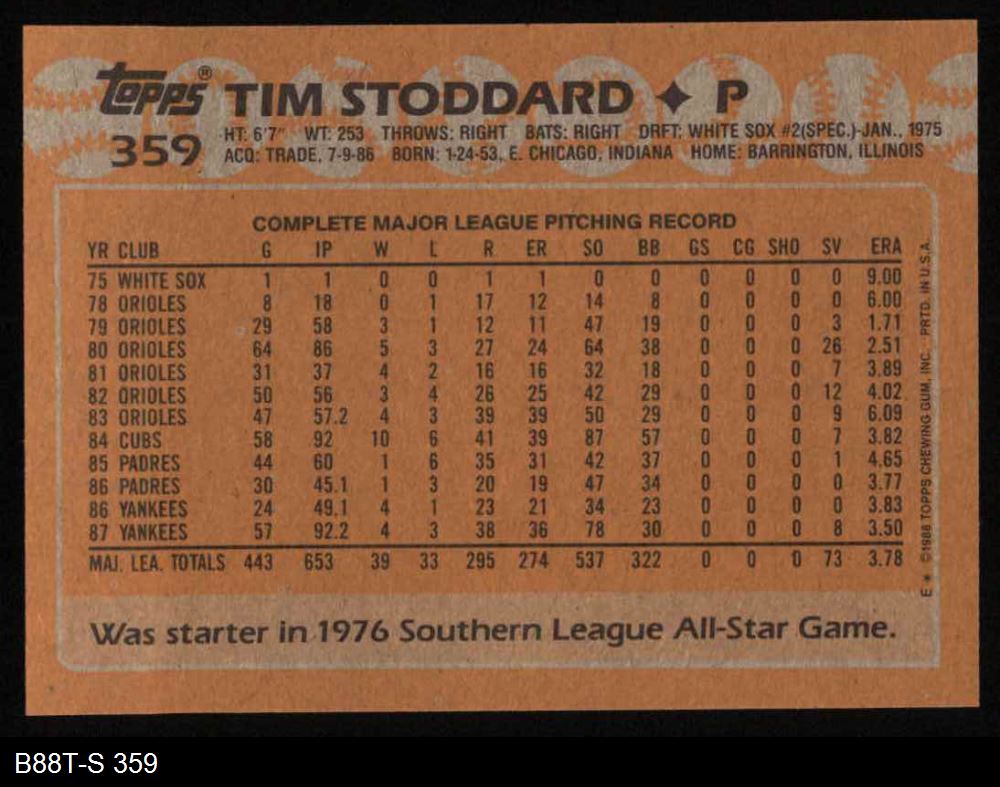 Topps® TIM STODDARD ✦ P
359
HT: 6'7" WT: 253 THROWS: RIGHT BATS: RIGHT DRFT: WHITE SOX #2(SPEC.)-JAN., 1975
ACQ: TRADE, 7-9-86 BORN: 1-24-53, E. CHICAGO, INDIANA HOME: BARRINGTON, ILLINOIS
COMPLETE MAJOR LEAGUE PITCHING RECORD
YR CLUB G IP W L R ER SO BB GS CG SHO SV ERA
75 WHITE SOX 1 1 0 0 1 1 0 0 0 0 0 0 9.00
78 ORIOLES 8 18 0 1 17 12 14 8 0 0 0 0 6.00
79 ORIOLES 29 58 3 1 12 11 47 19 0 0 0 3 1.71
80 ORIOLES 64 86 5 3 27 24 64 38 0 0 0 26 2.51
81 ORIOLES 31 37 4 2 16 16 32 18 0 0 0 7 3.89
82 ORIOLES 50 56 3 4 26 25 42 29 0 0 0 12 4.02
83 ORIOLES 47 57.2 4 3 39 39 50 29 0 0 0 9 6.09
84 CUBS 58 92 10 6 41 39 87 57 0 0 0 7 3.82
85 PADRES 44 60 1 6 35 31 42 37 0 0 0 1 4.65
86 PADRES 30 45.1 1 3 20 19 47 34 0 0 0 0 3.77
86 YANKEES 24 49.1 4 1 23 21 34 23 0 0 0 0 3.83
87 YANKEES 57 92.2 4 3 38 36 78 30 0 0 0 8 3.50
MAJ. LEA. TOTALS 443 653 39 33 295 274 537 322 0 0 0 73 3.78
E* ©1988 TOPPS CHEWING GUM, INC. PRTD. IN U.S.A.
Was starter in 1976 Southern League All-Star Game.
B88T-S 359